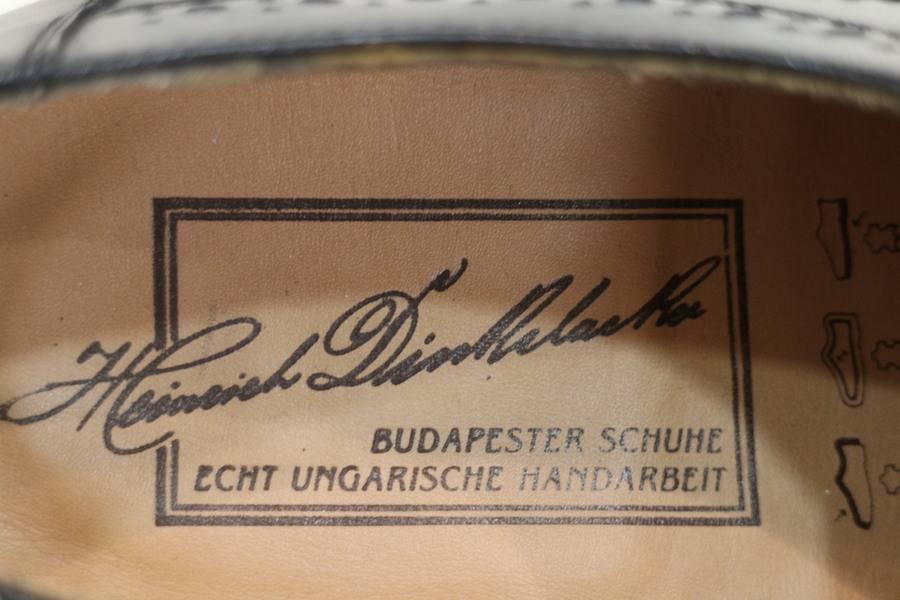 Heinrich Dinkelacker
BUDAPESTER SCHUHE
ECHT UNGARISCHE HANDARBEIT